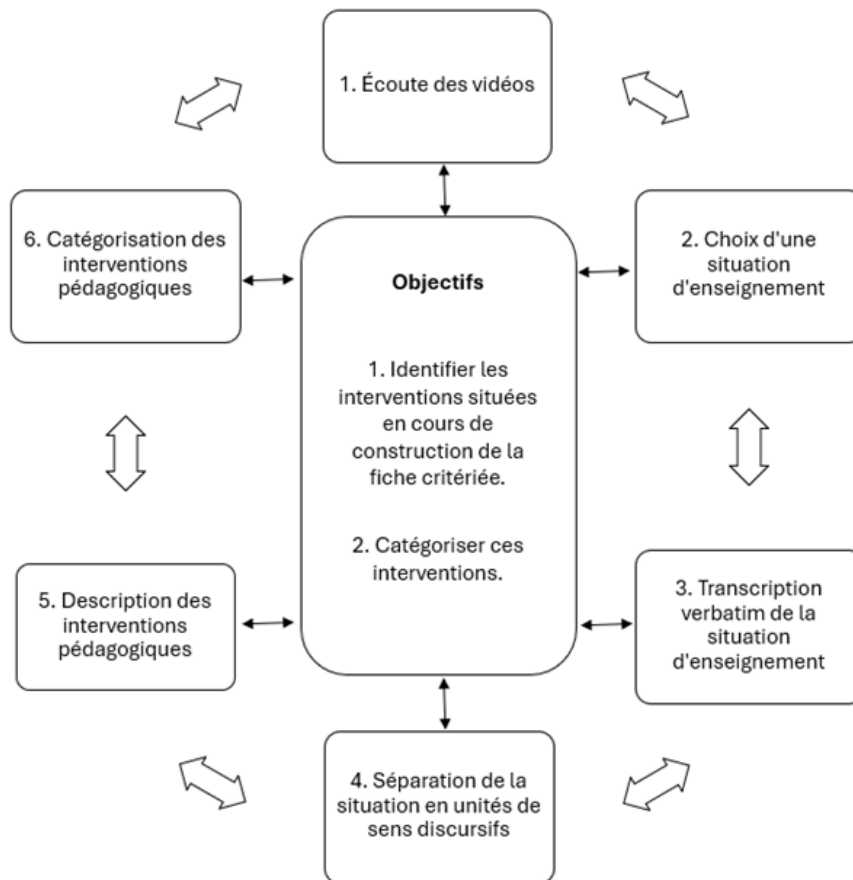 1. Écoute des vidéos
2. Choix d'une
situation
d'enseignement
3. Transcription
verbatim de la
situation
d'enseignement
4. Séparation de la
situation en unités de
sens discursifs
5. Description des
interventions
pédagogiques
6. Catégorisation des
interventions
pédagogiques
Objectifs
1. Identifier les
interventions situées
en cours de
construction de la
fiche critériée.
2. Catégoriser ces
interventions.